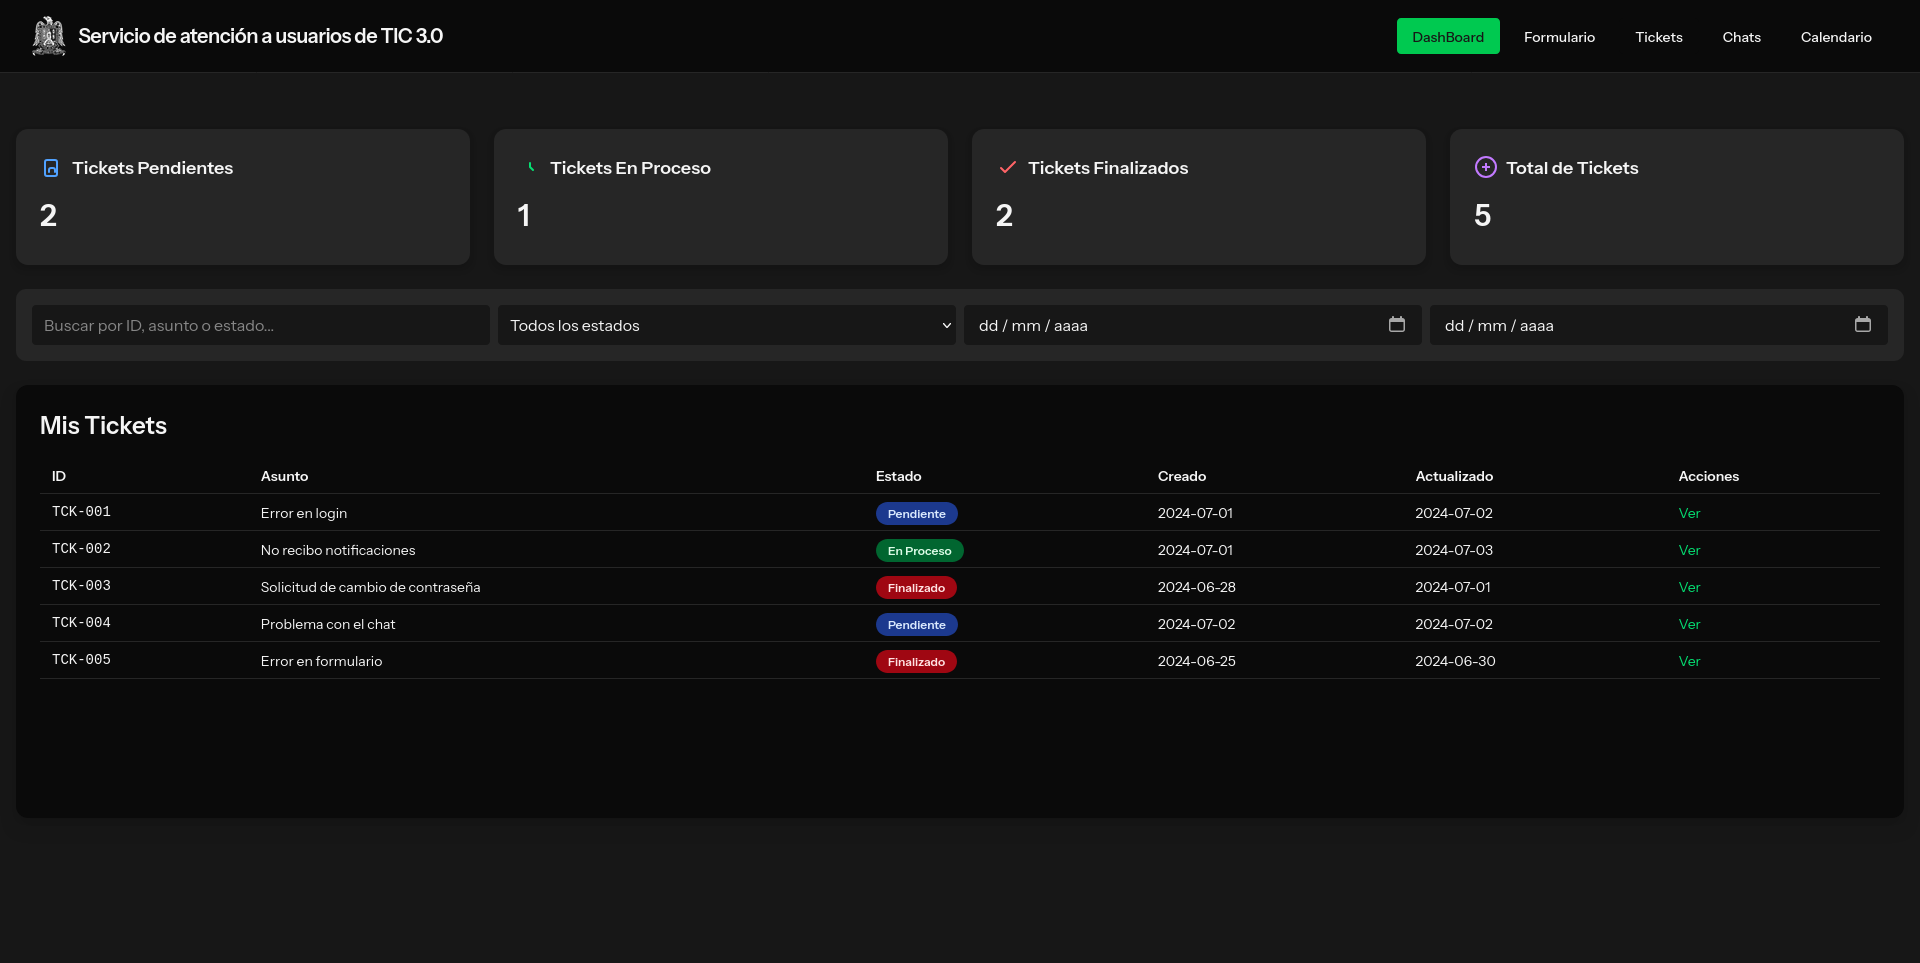 Servicio de atención a usuarios de TIC 3.0
DashBoard Formulario Tickets Chats Calendario
Tickets Pendientes
2
Tickets En Proceso
1
Tickets Finalizados
2
Total de Tickets
5
Buscar por ID, asunto o estado...
Todos los estados
dd / mm / aaaa
dd / mm / aaaa
Mis Tickets
ID Asunto Estado Creado Actualizado Acciones
TCK-001 Error en login Pendiente 2024-07-01 2024-07-02 Ver
TCK-002 No recibo notificaciones En Proceso 2024-07-01 2024-07-03 Ver
TCK-003 Solicitud de cambio de contraseña Finalizado 2024-06-28 2024-07-01 Ver
TCK-004 Problema con el chat Pendiente 2024-07-02 2024-07-02 Ver
TCK-005 Error en formulario Finalizado 2024-06-25 2024-06-30 Ver